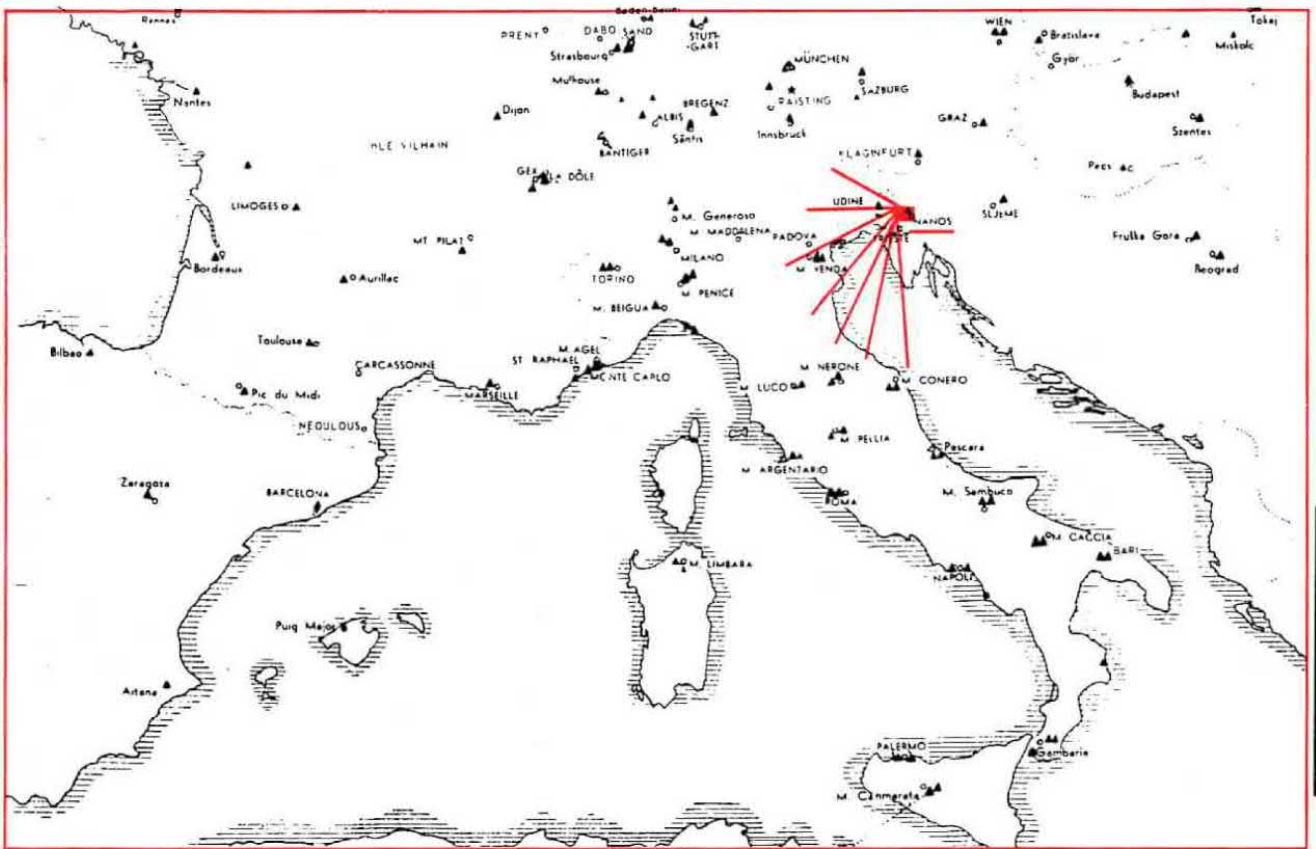 Rennes
Baden-Baden
WIEN
Tokaj
PRENT
DABO
SAND
STUTT-
GART
Bratislava
Miskolc
Strasbourg
MÜNCHEN
Györ
Nantes
Mulhouse
SAZBURG
Budapest
Dijon
BREGENZ
RAISTING
ALBIS
GRAZ
Szentes
Säntis
Innsbruck
BANTIGER
Pecs
GEX
LA DÔLE
LIMOGES
UDINE
NANOS
SLJEME
M. Generoso
M. MADDALENA
PADOVA
Fruška Gora
MT PILAT
MILANO
M. VENDA
Beograd
Bordeaux
Aurillac
TORINO
M. PENICE
M. BEIGUA
Toulouse
Bilbao
CARCASSONNE
ST RAPHAEL
M. AGEL
MONTE CARLO
M. NERONE
M. LUCO
M. CONERO
Pic du Midi
MARSEILLE
NEOULOUS
M. PELLIA
Pescara
M. ARGENTARIO
Zaragoza
BARCELONA
ROMA
M. Sambuco
M. CACCIA
BARI
M. LIMBARA
NAPOLI
Puig Major
Aitana
PALERMO
Gambarie
M. Cammarata